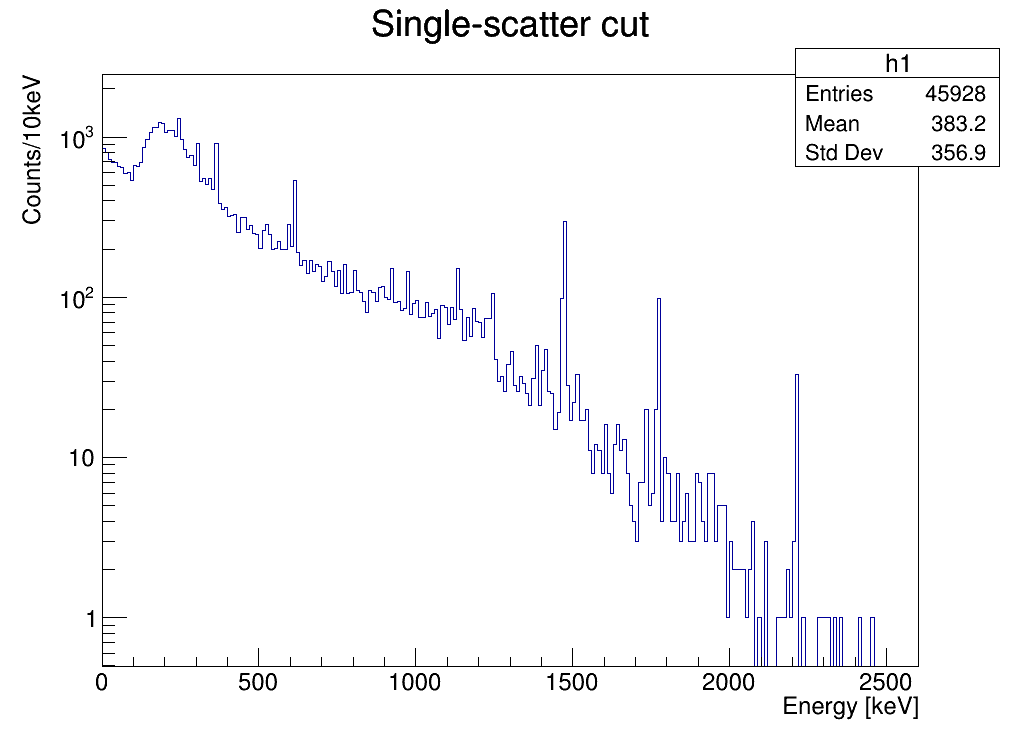 Single-scatter cut
h1
Entries 45928
Mean 383.2
Std Dev 356.9
Counts/10keV
10³
10²
10
1
0 500 1000 1500 2000 2500
Energy [keV]